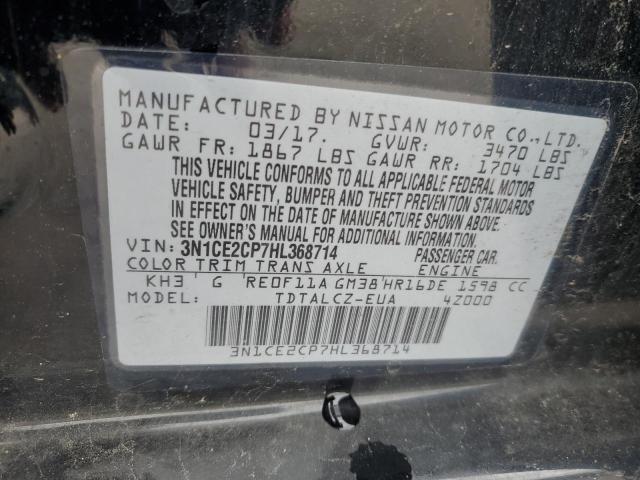 MANUFACTURED BY NISSAN MOTOR CO.,LTD.
DATE: 03/17. GVWR: 3470 LBS
GAWR FR: 1867 LBS GAWR RR: 1704 LBS
THIS VEHICLE CONFORMS TO ALL APPLICABLE FEDERAL MOTOR
VEHICLE SAFETY, BUMPER AND THEFT PREVENTION STANDARDS
IN EFFECT ON THE DATE OF MANUFACTURE SHOWN ABOVE.
SEE OWNER'S MANUAL FOR ADDITIONAL INFORMATION.
VIN: 3N1CE2CP7HL368714 PASSENGER CAR.
COLOR TRIM TRANS AXLE ENGINE
KH3 G RE0F11A GM38 HR16DE 1598 CC
MODEL: TDTALCZ-EUA 4Z000
3N1CE2CP7HL368714